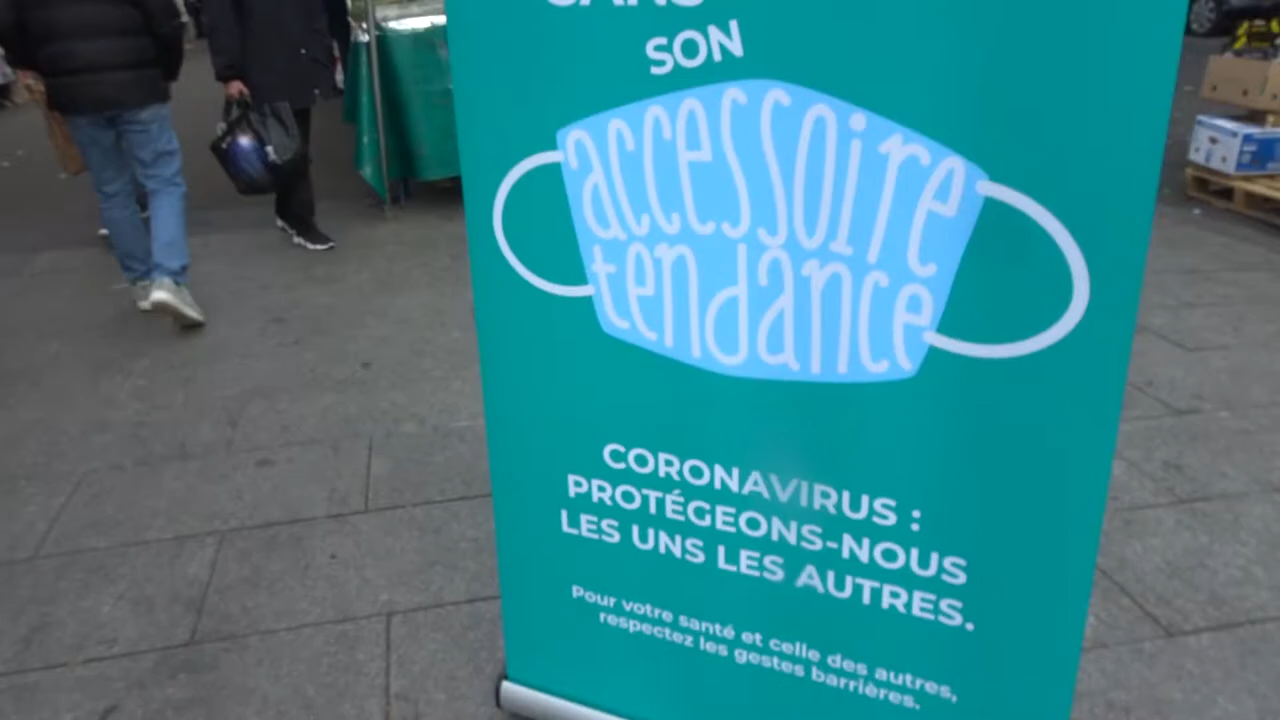 SANS
SON
accessoire
tendance
CORONAVIRUS :
PROTÉGEONS-NOUS
LES UNS LES AUTRES.
Pour votre santé et celle des autres,
respectez les gestes barrières.